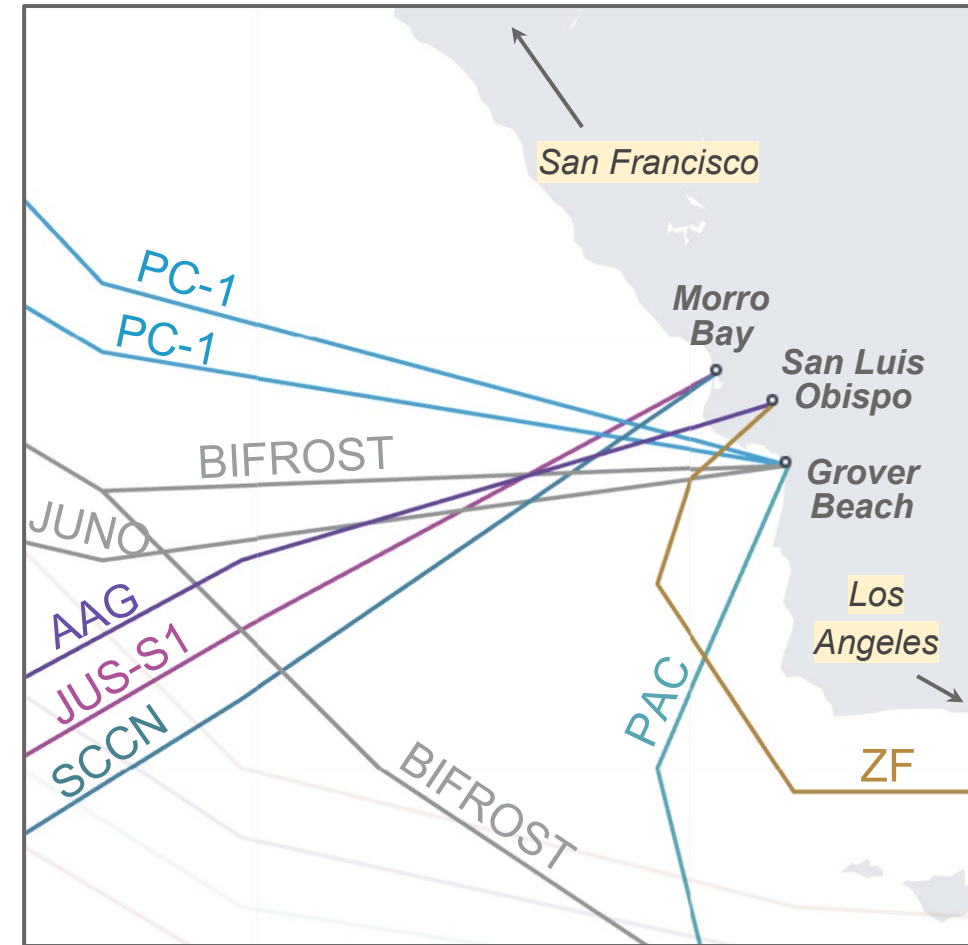 San Francisco
PC-1
Morro
Bay
PC-1
San Luis
Obispo
BIFROST
Grover
Beach
JUNO
AAG
Los
Angeles
JUS-S1
PAC
SCCN
ZF
BIFROST